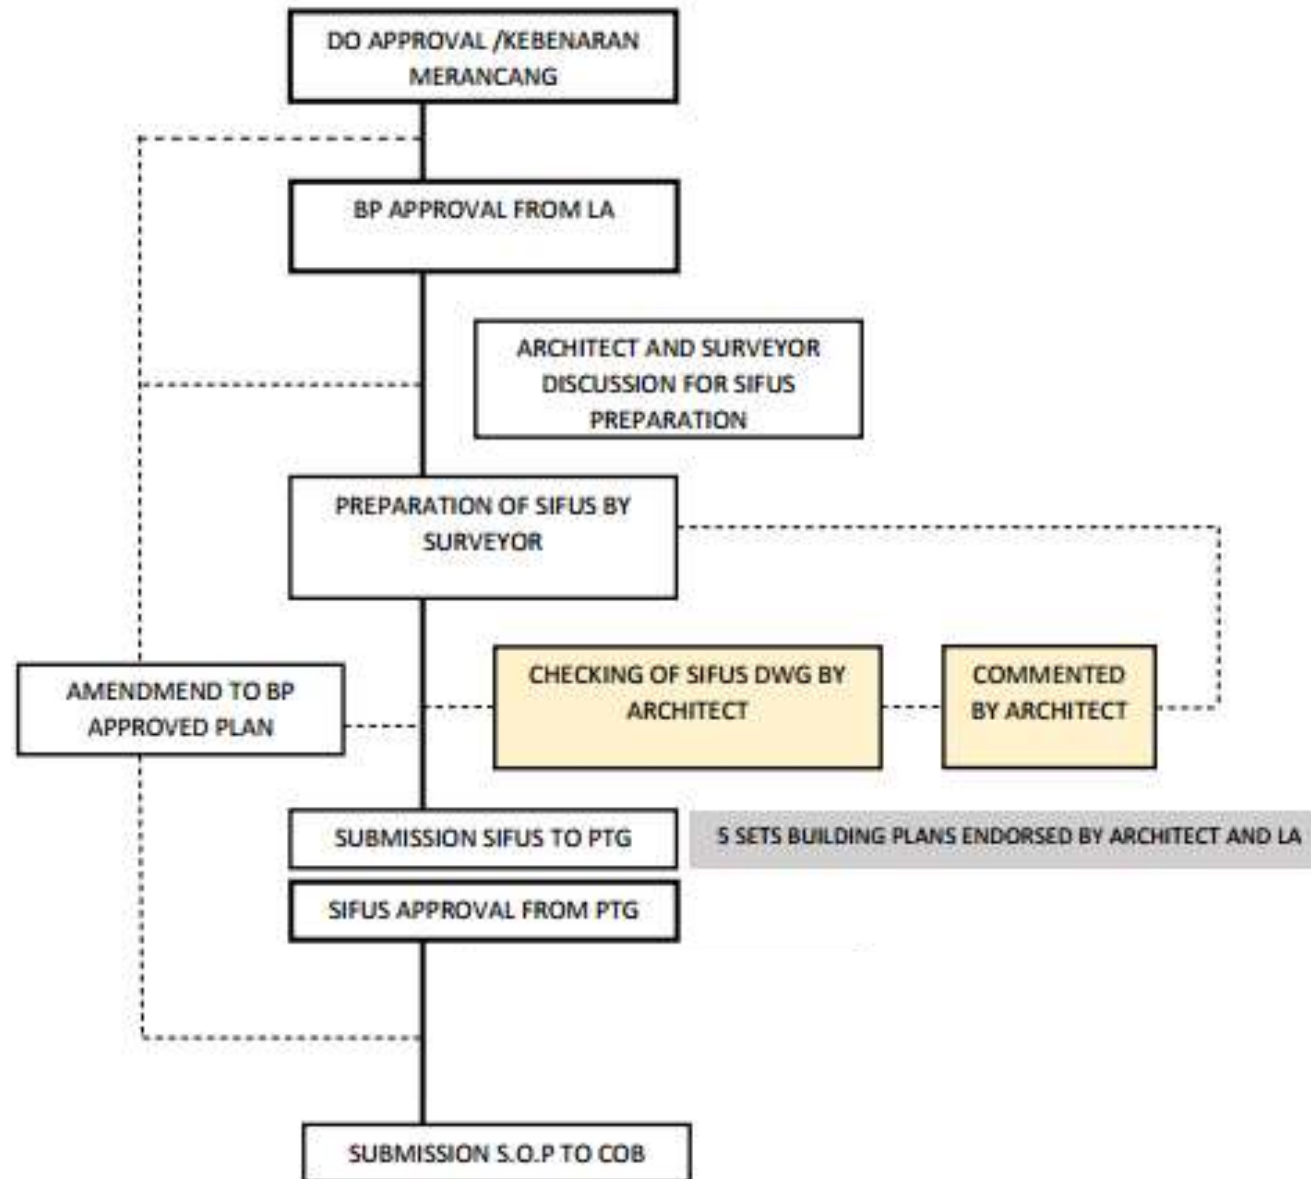 DO APPROVAL /KEBENARAN
MERANCANG
BP APPROVAL FROM LA
ARCHITECT AND SURVEYOR
DISCUSSION FOR SIFUS
PREPARATION
PREPARATION OF SIFUS BY
SURVEYOR
AMENDMEND TO BP
APPROVED PLAN
CHECKING OF SIFUS DWG BY
ARCHITECT
COMMENTED
BY ARCHITECT
SUBMISSION SIFUS TO PTG
5 SETS BUILDING PLANS ENDORSED BY ARCHITECT AND LA
SIFUS APPROVAL FROM PTG
SUBMISSION S.O.P TO COB